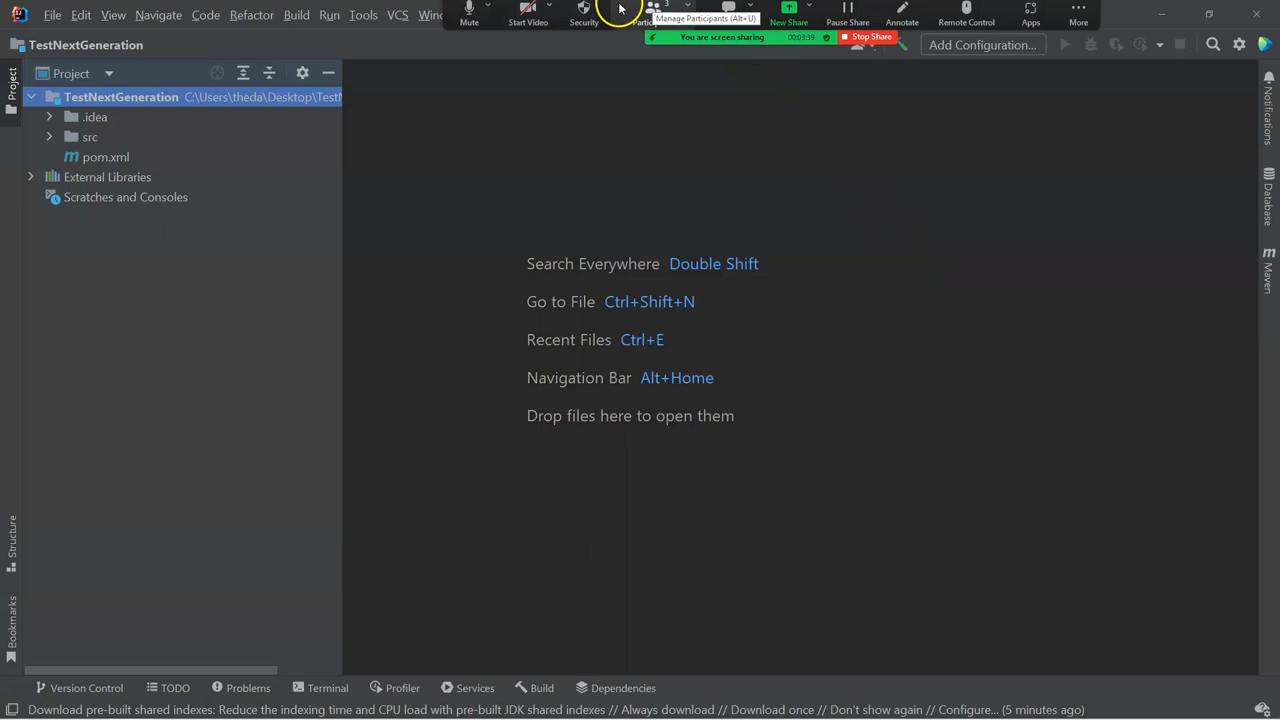 File Edit View Navigate Code Refactor Build Run Tools VCS
3
Mute Start Video Security Manage Participants (Alt+U) New Share Pause Share Annotate Remote Control Apps More
You are screen sharing 00:03:39 Stop Share
TestNextGeneration
Add Configuration...
Project
Project
TestNextGeneration C:\Users\theda\Desktop\TestN
.idea
src
pom.xml
External Libraries
Scratches and Consoles
Search Everywhere Double Shift
Go to File Ctrl+Shift+N
Recent Files Ctrl+E
Navigation Bar Alt+Home
Drop files here to open them
Notifications
Database
Maven
Structure
Bookmarks
Version Control TODO Problems Terminal Profiler Services Build Dependencies
Download pre-built shared indexes: Reduce the indexing time and CPU load with pre-built JDK shared indexes // Always download // Download once // Don't show again // Configure... (5 minutes ago)